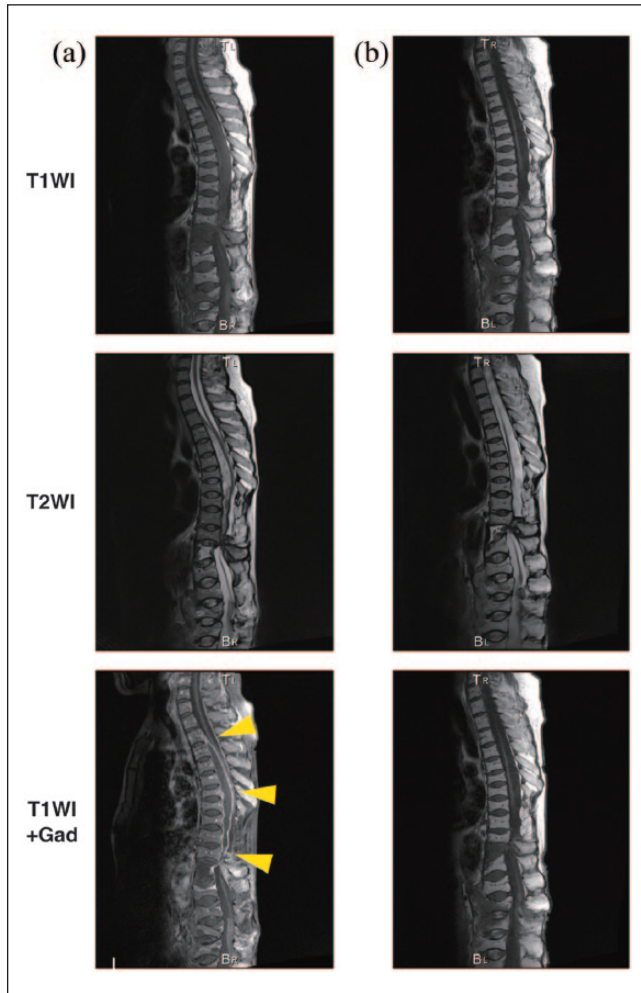 (a) (b)
TL TR
T1WI
BR BL
TL TR
T2WI
BR BL
TL TR
T1WI
+Gad
BR BL